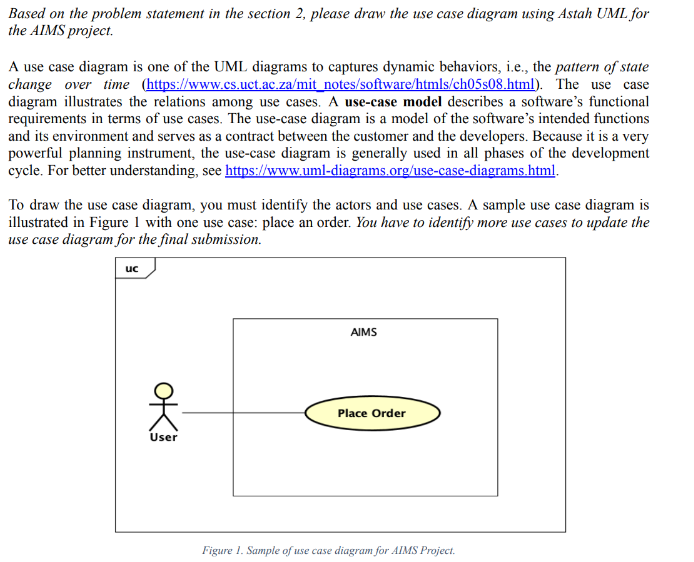 Based on the problem statement in the section 2, please draw the use case diagram using Astah UML for
the AIMS project.
A use case diagram is one of the UML diagrams to captures dynamic behaviors, i.e., the pattern of state
change over time (https://www.cs.uct.ac.za/mit_notes/software/htmls/ch05s08.html). The use case
diagram illustrates the relations among use cases. A use-case model describes a software's functional
requirements in terms of use cases. The use-case diagram is a model of the software's intended functions
and its environment and serves as a contract between the customer and the developers. Because it is a very
powerful planning instrument, the use-case diagram is generally used in all phases of the development
cycle. For better understanding, see https://www.uml-diagrams.org/use-case-diagrams.html.
To draw the use case diagram, you must identify the actors and use cases. A sample use case diagram is
illustrated in Figure 1 with one use case: place an order. You have to identify more use cases to update the
use case diagram for the final submission.
uc
AIMS
Place Order
User
Figure 1. Sample of use case diagram for AIMS Project.